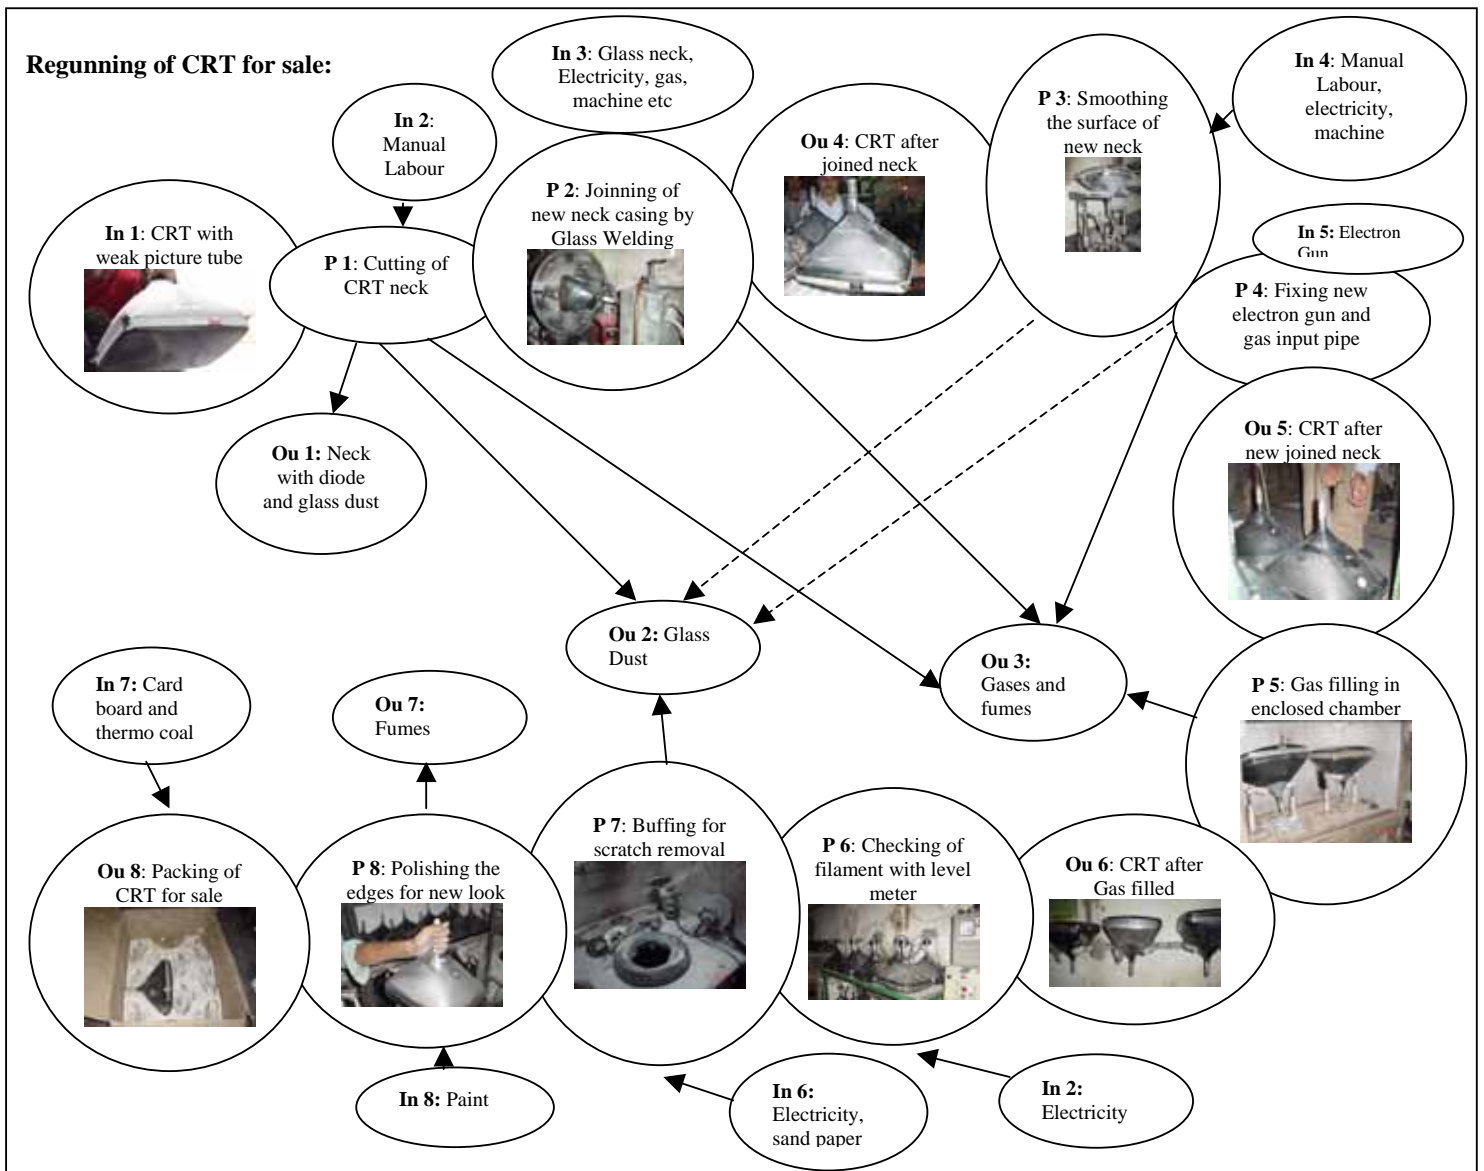 Regunning of CRT for sale:
In 3: Glass neck,
Electricity, gas,
machine etc
In 4: Manual
Labour,
electricity,
machine
In 2:
Manual
Labour
P 3: Smoothing
the surface of
new neck
Ou 4: CRT after
joined neck
P 2: Joinning of
new neck casing by
Glass Welding
In 1: CRT with
weak picture tube
P 1: Cutting of
CRT neck
In 5: Electron
Gun
P 4: Fixing new
electron gun and
gas input pipe
Ou 1: Neck
with diode
and glass dust
Ou 5: CRT after
new joined neck
Ou 2: Glass
Dust
Ou 3:
Gases and
fumes
P 5: Gas filling in
enclosed chamber
In 7: Card
board and
thermo coal
Ou 7:
Fumes
Ou 8: Packing of
CRT for sale
P 8: Polishing the
edges for new look
P 7: Buffing for
scratch removal
P 6: Checking of
filament with level
meter
Ou 6: CRT after
Gas filled
In 8: Paint
In 6:
Electricity,
sand paper
In 2:
Electricity